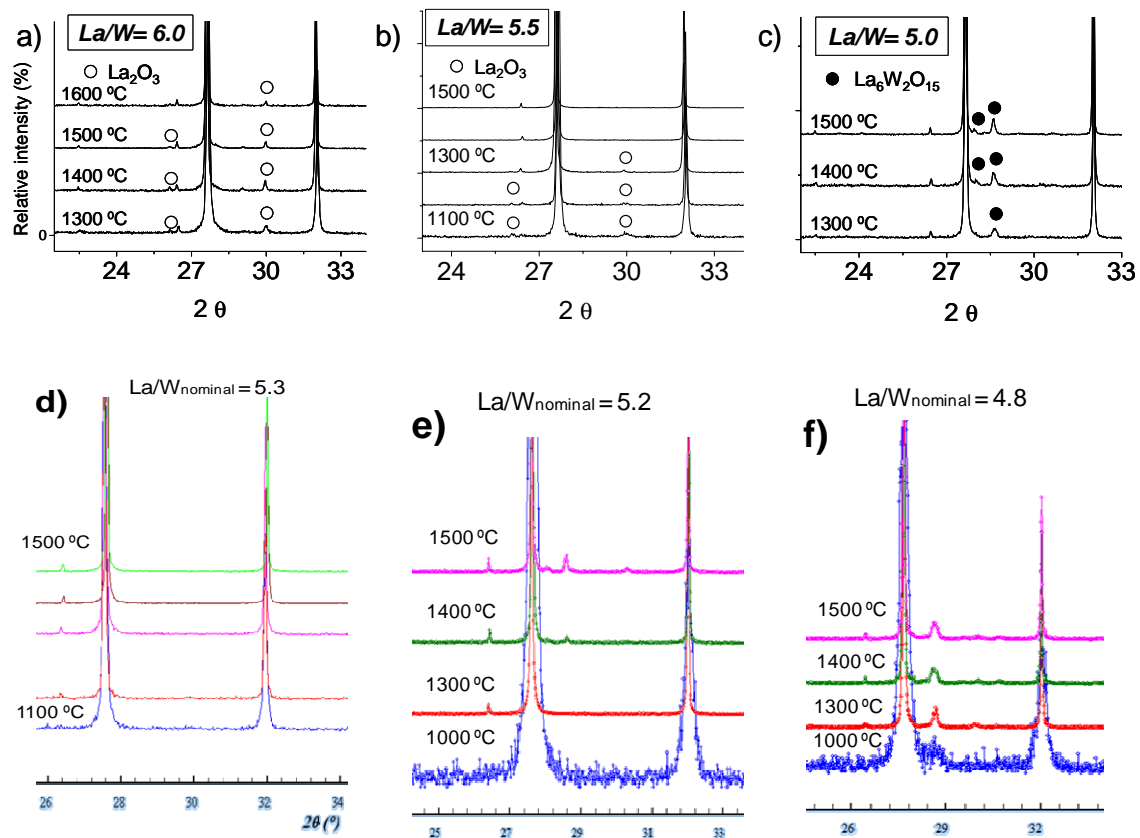 a)
La/W= 6.0
La₂O₃
1600 ºC
1500 ºC
1400 ºC
1300 ºC
Relative intensity (%)
0
21 24 27 30 33
2 θ
b)
La/W= 5.5
La₂O₃
1500 ºC
1300 ºC
1100 ºC
24 27 30 33
2 θ
c)
La/W= 5.0
La₆W₂O₁₅
1500 ºC
1400 ºC
1300 ºC
24 27 30 33
2 θ
d)
La/Wnominal = 5.3
1500 ºC
1100 ºC
26 28 30 32 34
2θ (º)
e)
La/Wnominal = 5.2
1500 ºC
1400 ºC
1300 ºC
1000 ºC
25 27 29 31 33
f)
La/Wnominal = 4.8
1500 ºC
1400 ºC
1300 ºC
1000 ºC
26 29 32